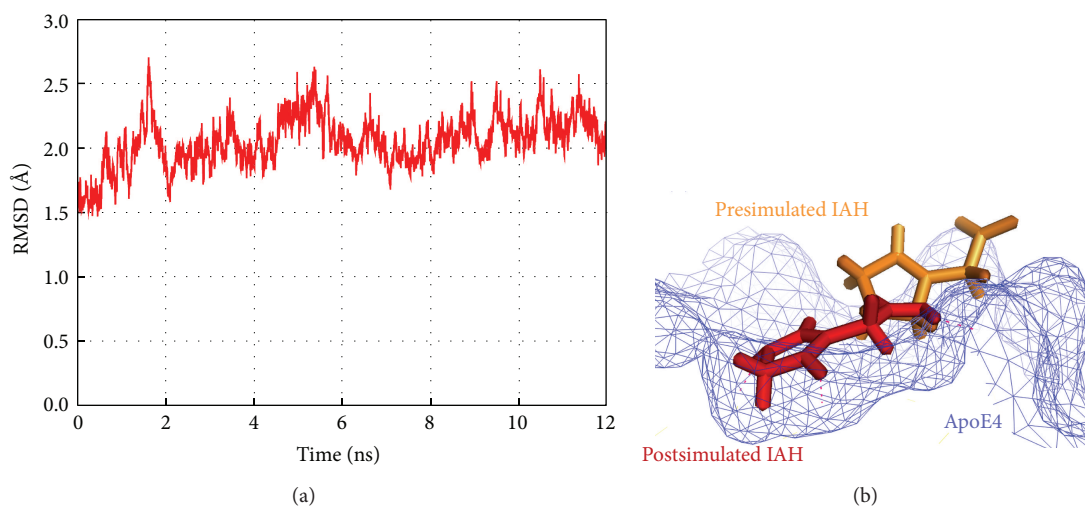 3.0
2.5
2.0
1.5
1.0
0.5
0.0
RMSD (Å)
0 2 4 6 8 10 12
Time (ns)
(a)
Presimulated IAH
ApoE4
Postsimulated IAH
(b)